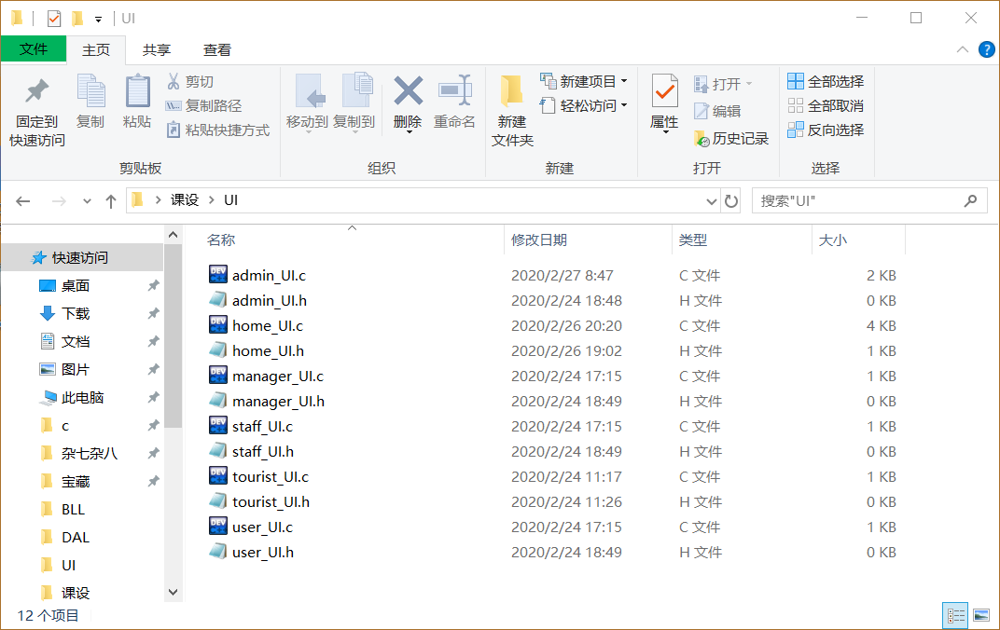 UI
文件 主页 共享 查看
固定到快速访问
复制
粘贴
剪切
复制路径
粘贴快捷方式
剪贴板
移动到
复制到
删除
重命名
组织
新建文件夹
新建项目
轻松访问
新建
属性
打开
编辑
历史记录
打开
全部选择
全部取消
反向选择
选择
课设 > UI
搜索"UI"
快速访问
桌面
下载
文档
图片
此电脑
c
杂七杂八
宝藏
BLL
DAL
UI
课设
名称 修改日期 类型 大小
admin_UI.c 2020/2/27 8:47 C 文件 2 KB
admin_UI.h 2020/2/24 18:48 H 文件 0 KB
home_UI.c 2020/2/26 20:20 C 文件 4 KB
home_UI.h 2020/2/26 19:02 H 文件 1 KB
manager_UI.c 2020/2/24 17:15 C 文件 1 KB
manager_UI.h 2020/2/24 18:49 H 文件 0 KB
staff_UI.c 2020/2/24 17:15 C 文件 1 KB
staff_UI.h 2020/2/24 18:49 H 文件 0 KB
tourist_UI.c 2020/2/24 11:17 C 文件 1 KB
tourist_UI.h 2020/2/24 11:26 H 文件 0 KB
user_UI.c 2020/2/24 17:15 C 文件 1 KB
user_UI.h 2020/2/24 18:49 H 文件 0 KB
12 个项目